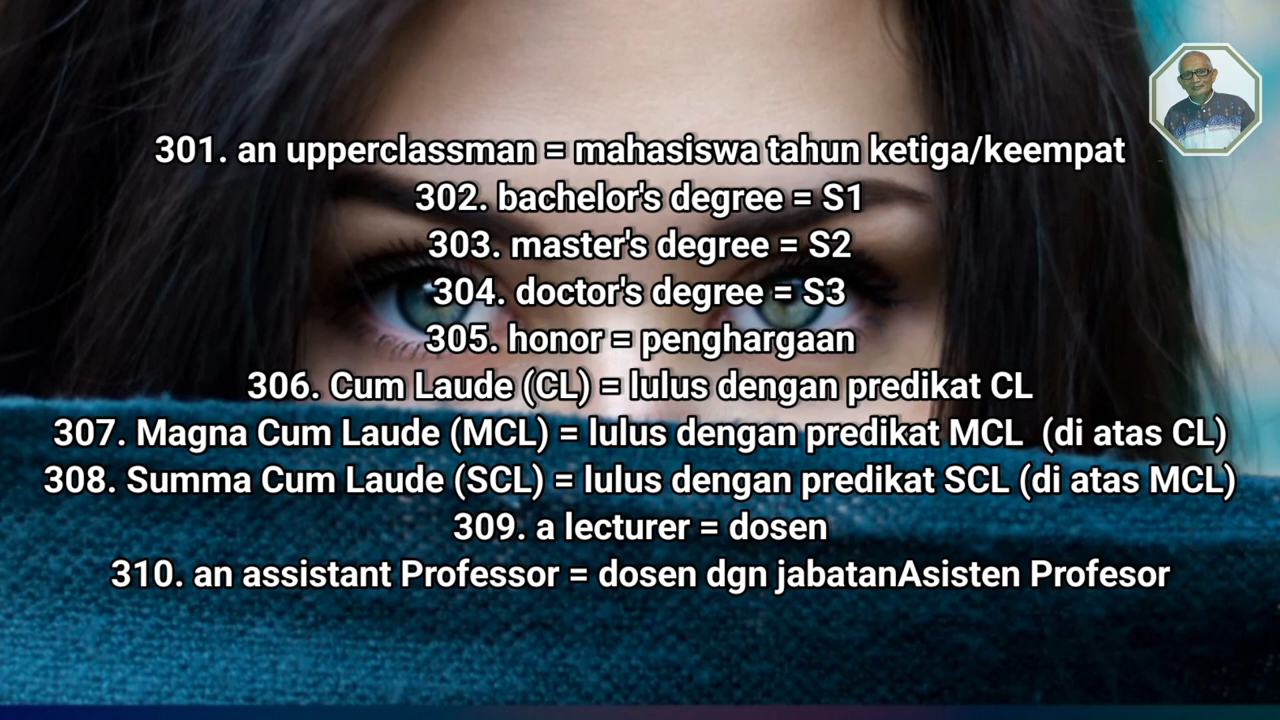 301. an upperclassman = mahasiswa tahun ketiga/keempat
302. bachelor's degree = S1
303. master's degree = S2
304. doctor's degree = S3
305. honor = penghargaan
306. Cum Laude (CL) = lulus dengan predikat CL
307. Magna Cum Laude (MCL) = lulus dengan predikat MCL  (di atas CL)
308. Summa Cum Laude (SCL) = lulus dengan predikat SCL (di atas MCL)
309. a lecturer = dosen
310. an assistant Professor = dosen dgn jabatanAsisten Profesor